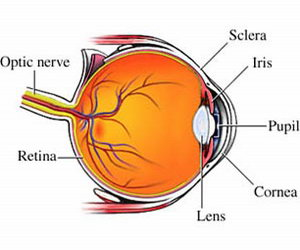 Sclera
Optic nerve
Iris
Pupil
Retina
Cornea
Lens